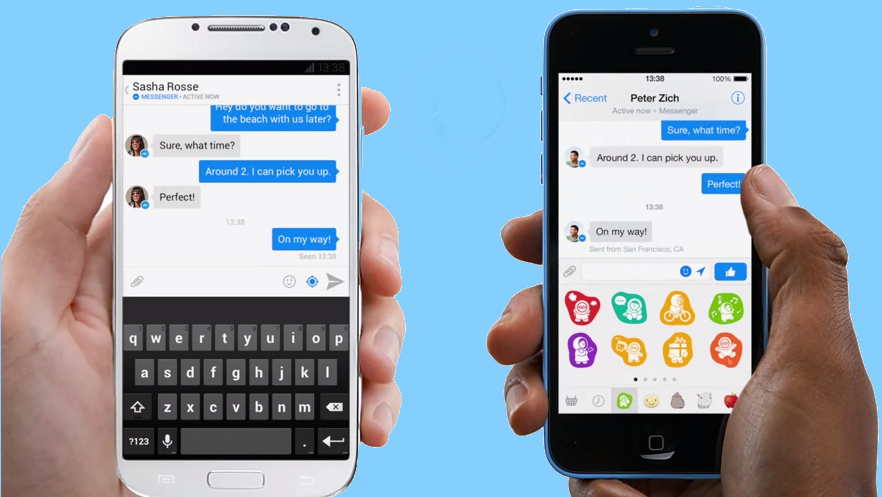 13:38
Sasha Rosse
MESSENGER • ACTIVE NOW
Hey do you want to go to
the beach with us later?
Sure, what time?
Around 2. I can pick you up.
Perfect!
13:38
On my way!
Seen 13:38
q w e r t y u i o p
a s d f g h j k l
z x c v b n m
?123 .
13:38 100%
Recent Peter Zich
Active now • Messenger
Sure, what time?
Around 2. I can pick you up.
Perfect!
13:38
On my way!
Sent from San Francisco, CA